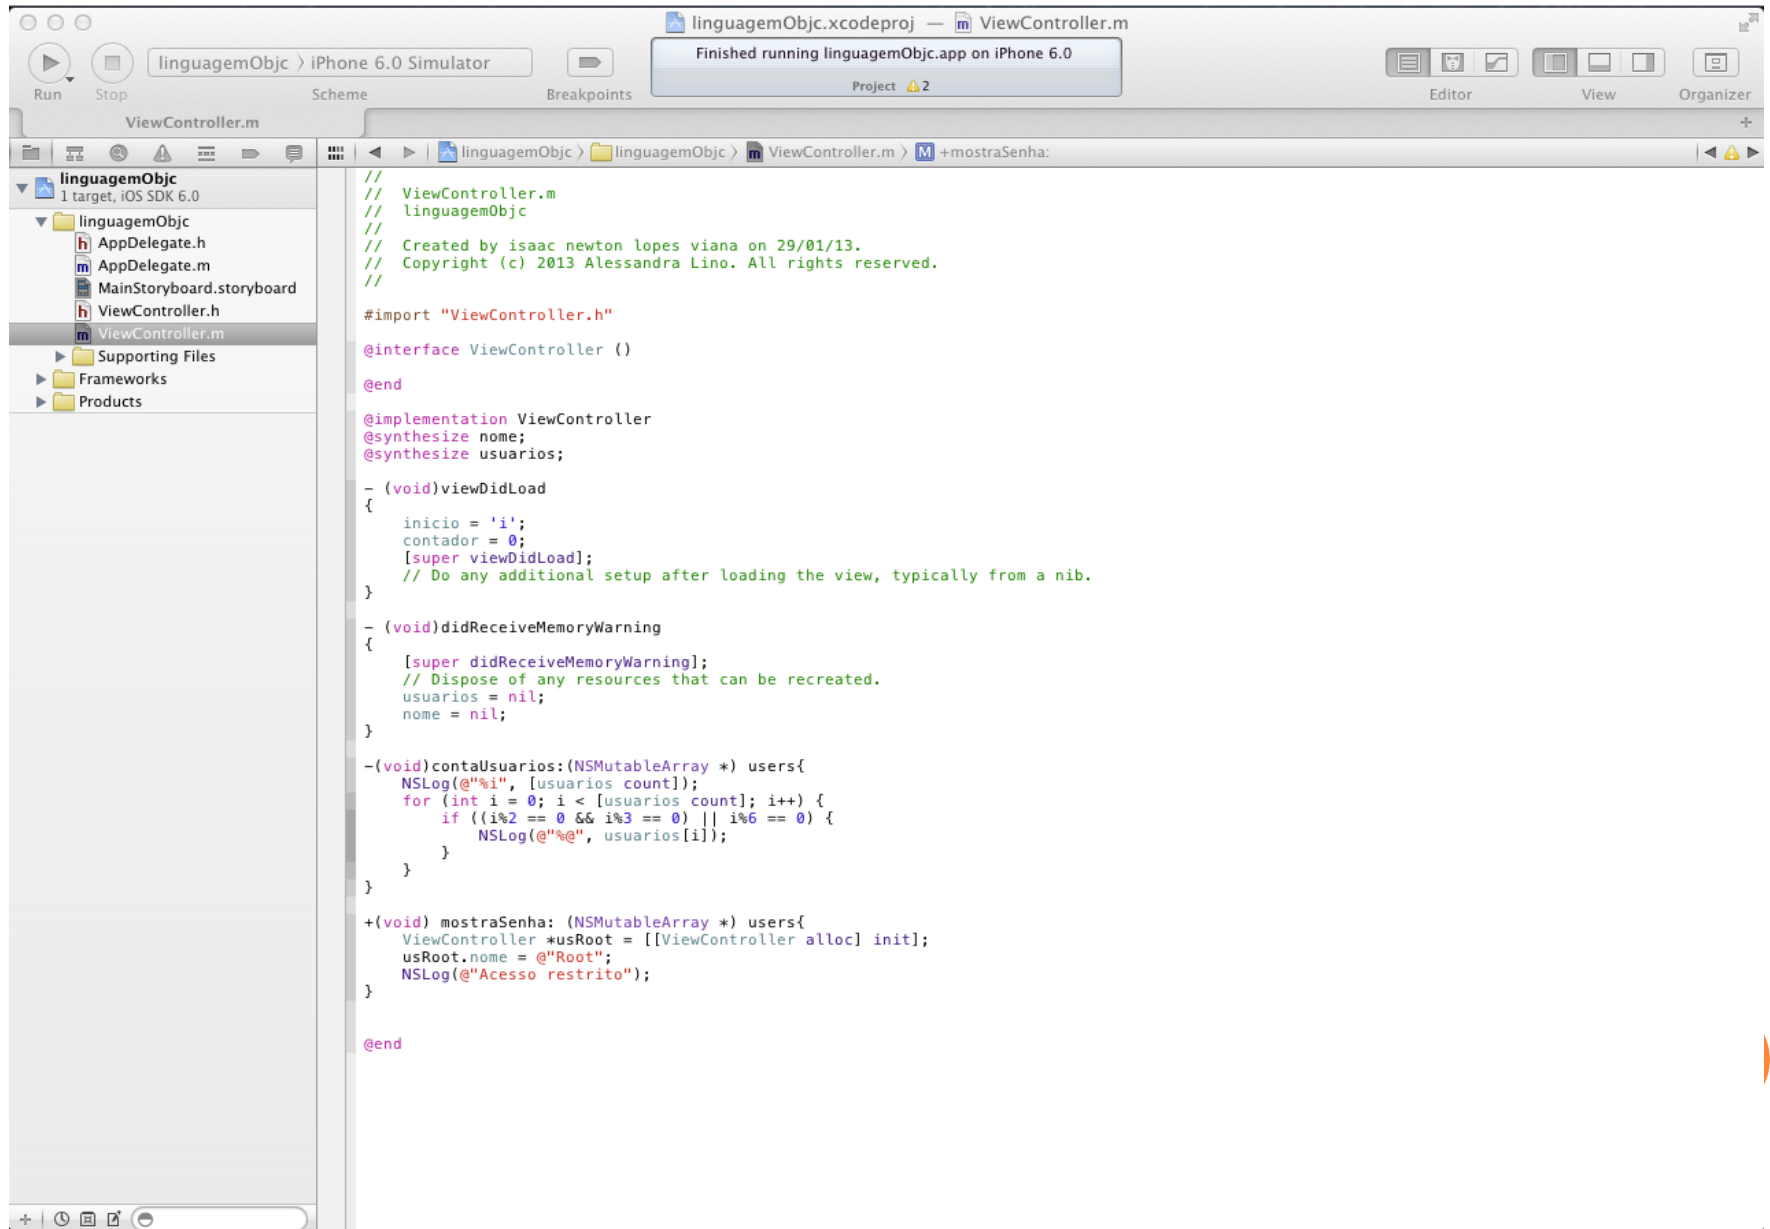 linguagemObjc.xcodeproj — ViewController.m
linguagemObjc 〉iPhone 6.0 Simulator
Finished running linguagemObjc.app on iPhone 6.0
Project 2
Run Stop Scheme Breakpoints Editor View Organizer
ViewController.m
linguagemObjc 〉 linguagemObjc 〉 ViewController.m 〉 M +mostraSenha:
linguagemObjc
1 target, iOS SDK 6.0
linguagemObjc
h AppDelegate.h
m AppDelegate.m
MainStoryboard.storyboard
h ViewController.h
m ViewController.m
Supporting Files
Frameworks
Products
//
//  ViewController.m
//  linguagemObjc
//
//  Created by isaac newton lopes viana on 29/01/13.
//  Copyright (c) 2013 Alessandra Lino. All rights reserved.
//
#import "ViewController.h"
@interface ViewController ()
@end
@implementation ViewController
@synthesize nome;
@synthesize usuarios;
- (void)viewDidLoad
{
    inicio = 'i';
    contador = 0;
    [super viewDidLoad];
    // Do any additional setup after loading the view, typically from a nib.
}
- (void)didReceiveMemoryWarning
{
    [super didReceiveMemoryWarning];
    // Dispose of any resources that can be recreated.
    usuarios = nil;
    nome = nil;
}
-(void)contaUsuarios:(NSMutableArray *) users{
    NSLog(@"%i", [usuarios count]);
    for (int i = 0; i < [usuarios count]; i++) {
        if ((i%2 == 0 && i%3 == 0) || i%6 == 0) {
            NSLog(@"%@", usuarios[i]);
        }
    }
}
+(void) mostraSenha: (NSMutableArray *) users{
    ViewController *usRoot = [[ViewController alloc] init];
    usRoot.nome = @"Root";
    NSLog(@"Acesso restrito");
}
@end